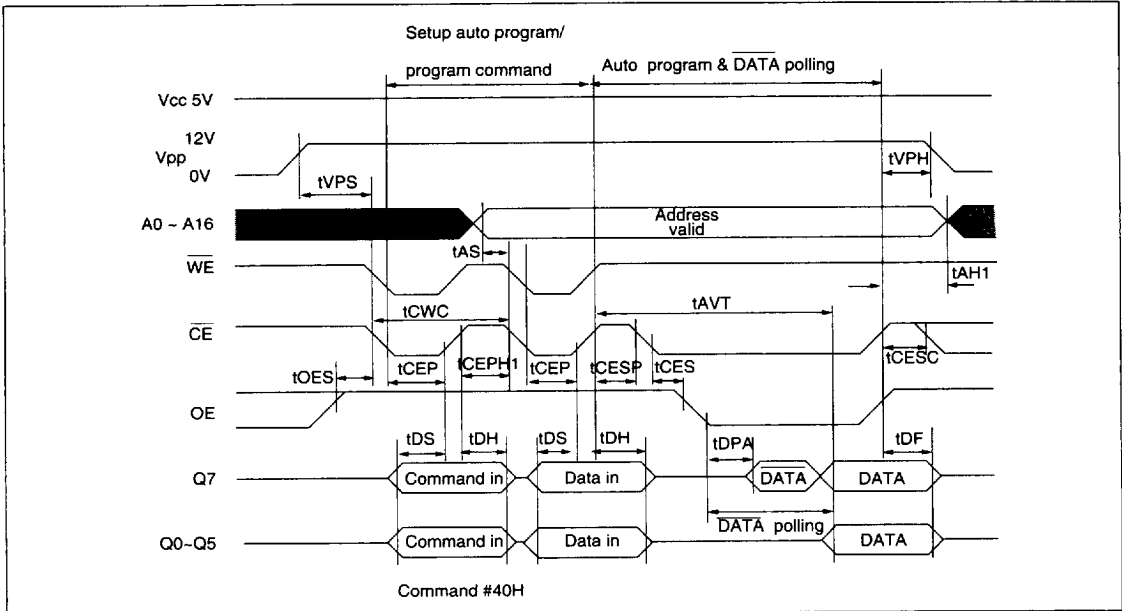 Setup auto program/
program command
Auto program & DATA polling
Vcc 5V
12V
Vpp
0V
tVPS
tVPH
A0 ~ A16
Address
valid
tAS
WE
tAH1
tCWC
tAVT
CE
tCESC
tOES
tCEP
tCEPH1
tCEP
tCESP
tCES
OE
tDS
tDH
tDS
tDH
tDPA
tDF
Q7
Command in
Data in
DATA
DATA
DATA polling
Q0~Q5
Command in
Data in
DATA
Command #40H